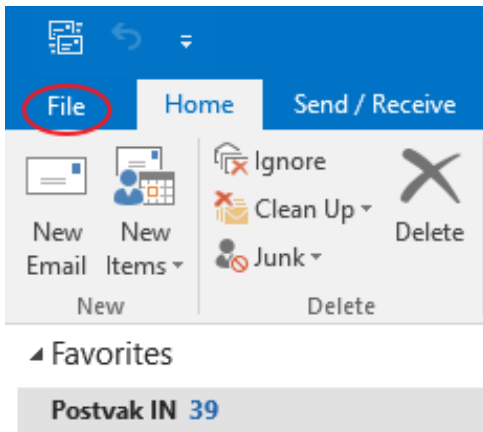 File Home Send / Receive
Ignore
Clean Up
New Email
New Items
Junk
Delete
New Delete
Favorites
Postvak IN 39